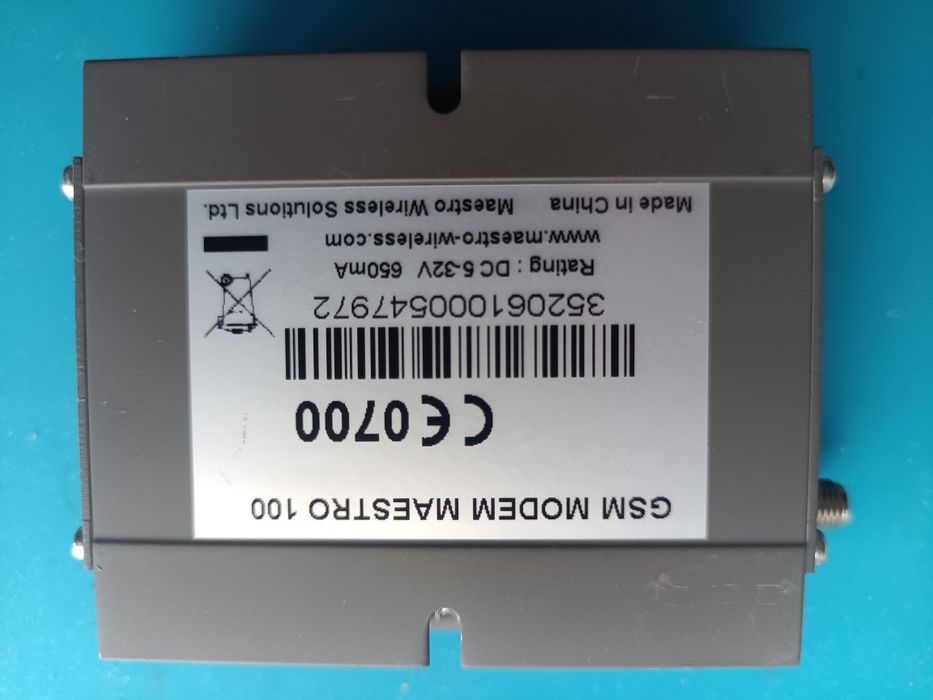 GSM MODEM MAESTRO 100
CE0700
352061000547972
Rating : DC 5-32V 650mA
www.maestro-wireless.com
Made in China Maestro Wireless Solutions Ltd.